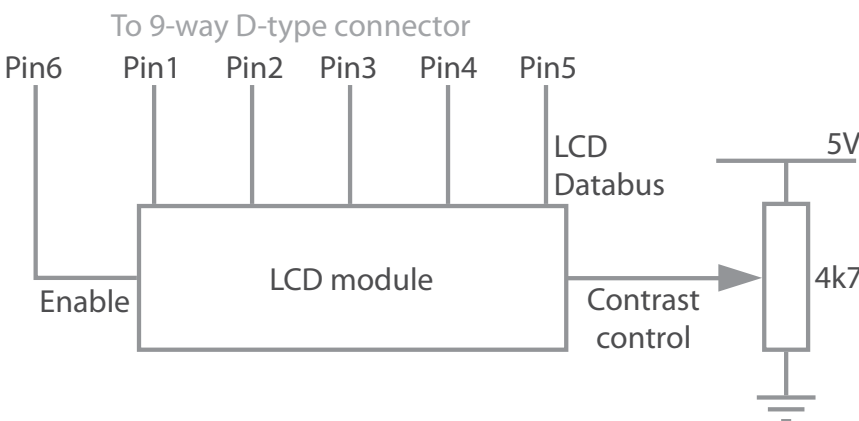 To 9-way D-type connector
Pin6 Pin1 Pin2 Pin3 Pin4 Pin5
LCD
Databus
5V
LCD module
4k7
Enable
Contrast
control